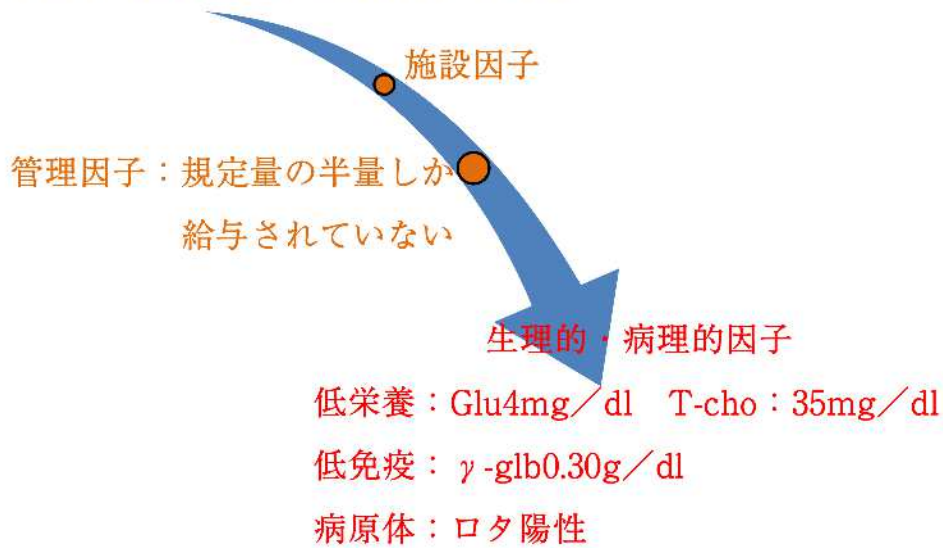 施設因子
管理因子：規定量の半量しか
給与されていない
生理的・病理的因子
低栄養：Glu4mg／dl　T-cho：35mg／dl
低免疫：γ-glb0.30g／dl
病原体：ロタ陽性